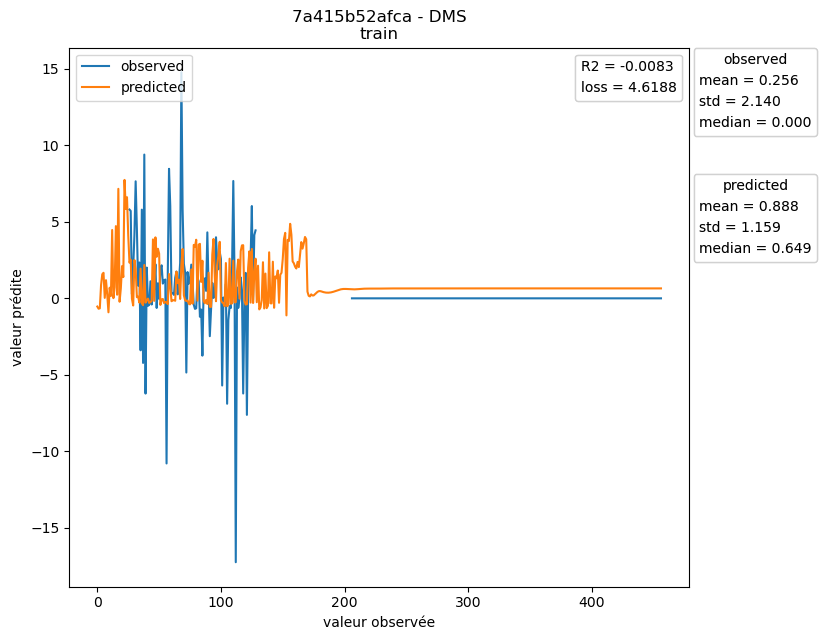 7a415b52afca - DMS
train
observed
predicted
R2 = -0.0083
loss = 4.6188
observed
mean = 0.256
std = 2.140
median = 0.000
predicted
mean = 0.888
std = 1.159
median = 0.649
valeur prédite
15
10
5
0
−5
−10
−15
0
100
200
300
400
valeur observée